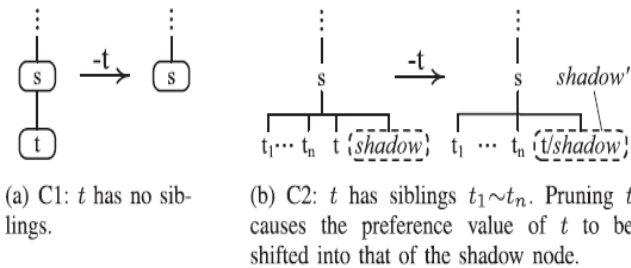 -t
s
s
t
-t
s
s
shadow'
t₁ ··· tₙ t shadow
t₁ ··· tₙ t/shadow
(a) C1: t has no sib-
lings.
(b) C2: t has siblings t₁~tₙ. Pruning t
causes the preference value of t to be
shifted into that of the shadow node.